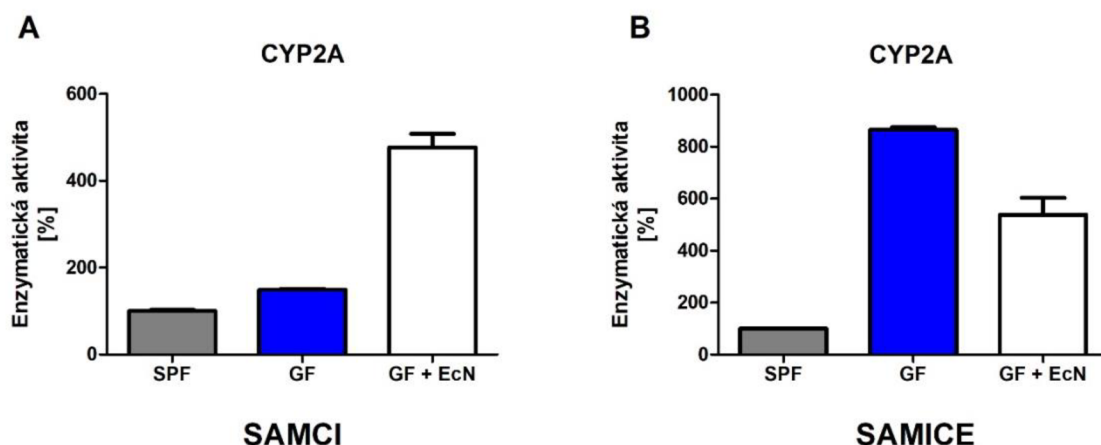 A
CYP2A
Enzymatická aktivita
[%]
600
400
200
0
SPF GF GF + EcN
SAMCI
B
CYP2A
Enzymatická aktivita
[%]
1000
800
600
400
200
0
SPF GF GF + EcN
SAMICE